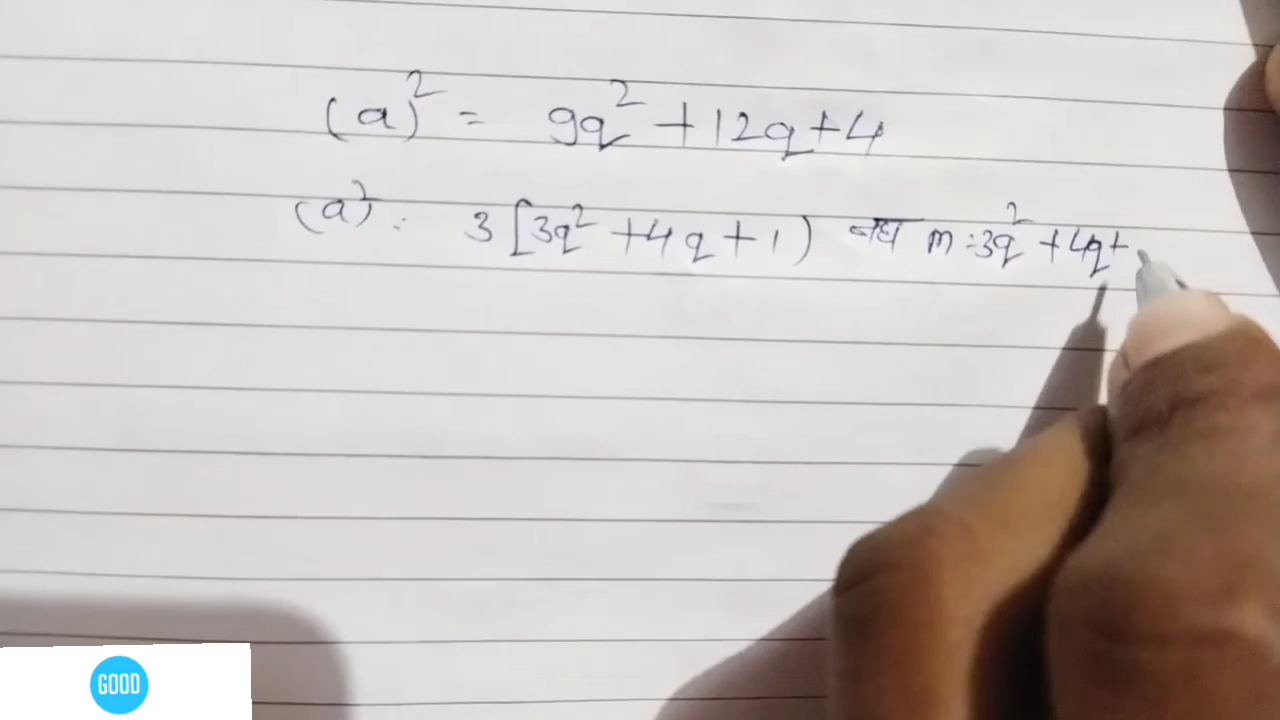 (a)² = 9q² + 12q + 4
(a)² = 3 [3q² + 4q + 1) जहाँ m = 3q² + 4q +
GOOD